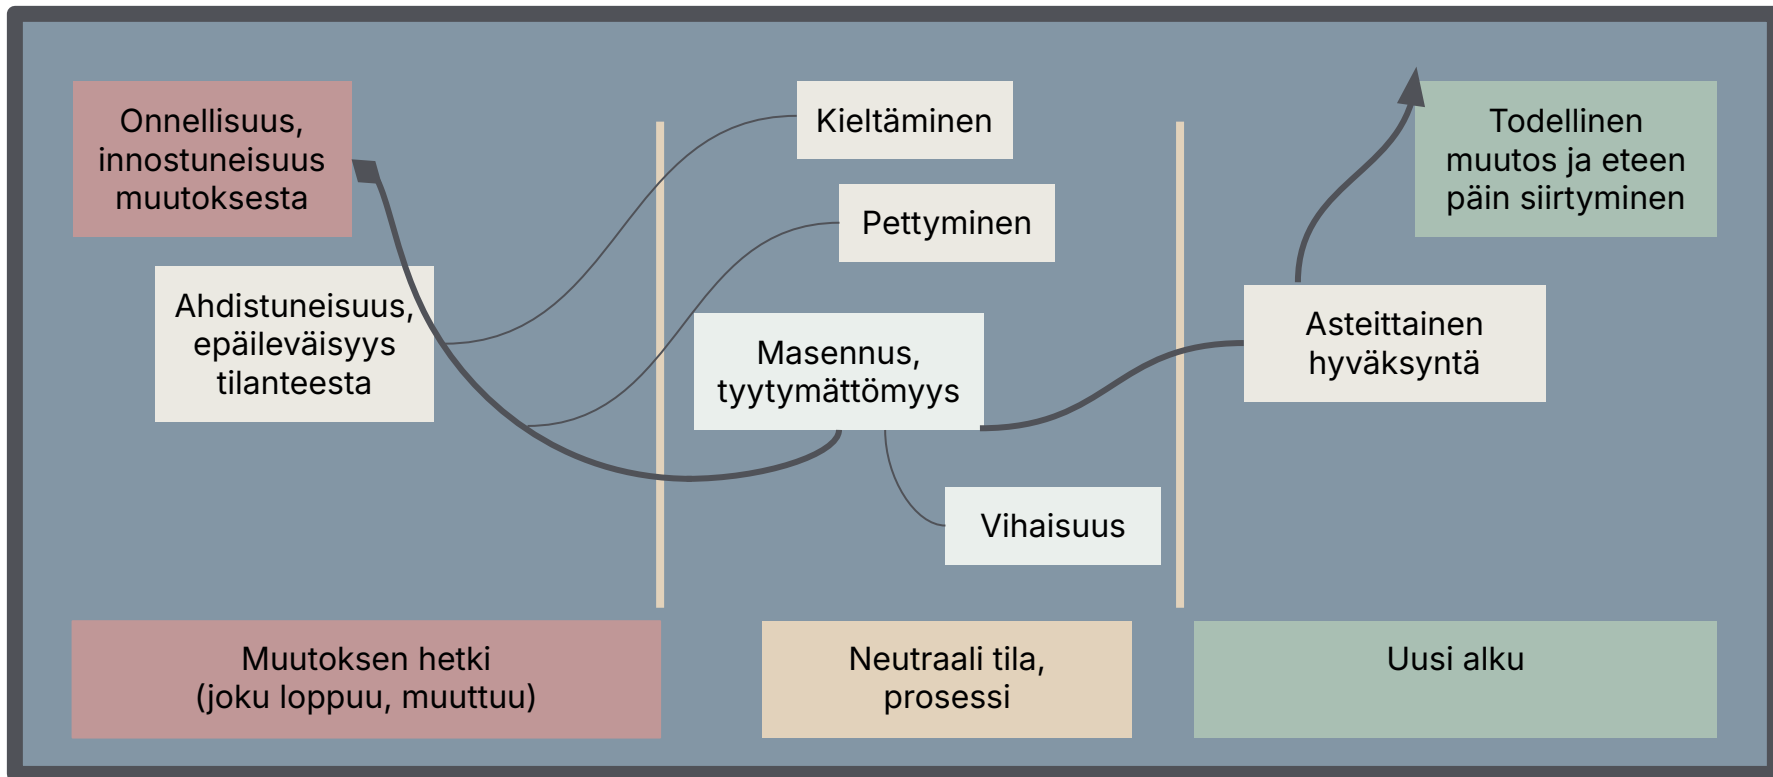 Onnellisuus,
innostuneisuus
muutoksesta
Ahdistuneisuus,
epäileväisyys
tilanteesta
Kieltäminen
Pettyminen
Masennus,
tyytymättömyys
Vihaisuus
Todellinen
muutos ja eteen
päin siirtyminen
Asteittainen
hyväksyntä
Muutoksen hetki
(joku loppuu, muuttuu)
Neutraali tila,
prosessi
Uusi alku